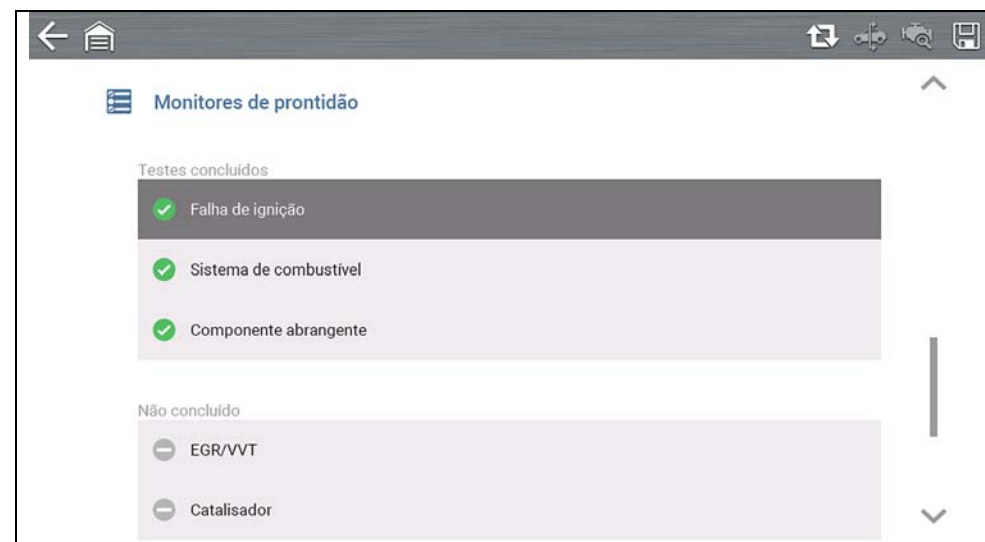 Monitores de prontidão
Testes concluídos
Falha de ignição
Sistema de combustível
Componente abrangente
Não concluído
EGR/VVT
Catalisador